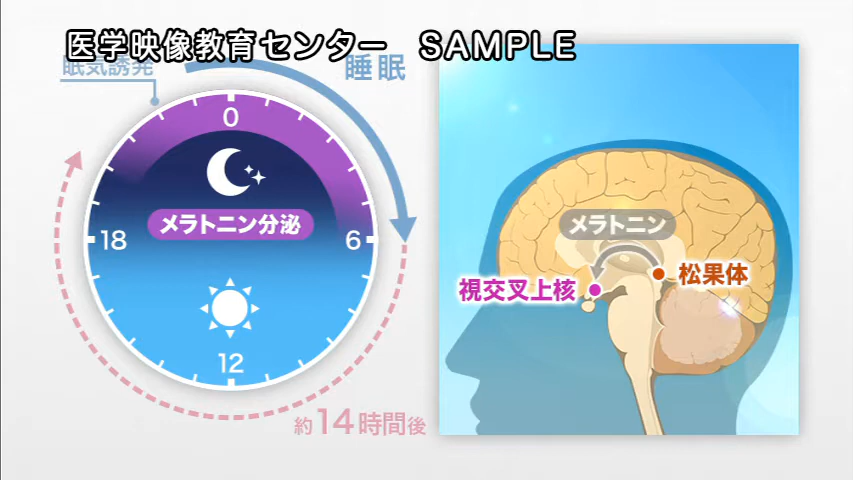 医学映像教育センター　SAMPLE
眠気誘発
睡眠
0
メラトニン分泌
18
6
12
約14時間後
メラトニン
視交叉上核
松果体